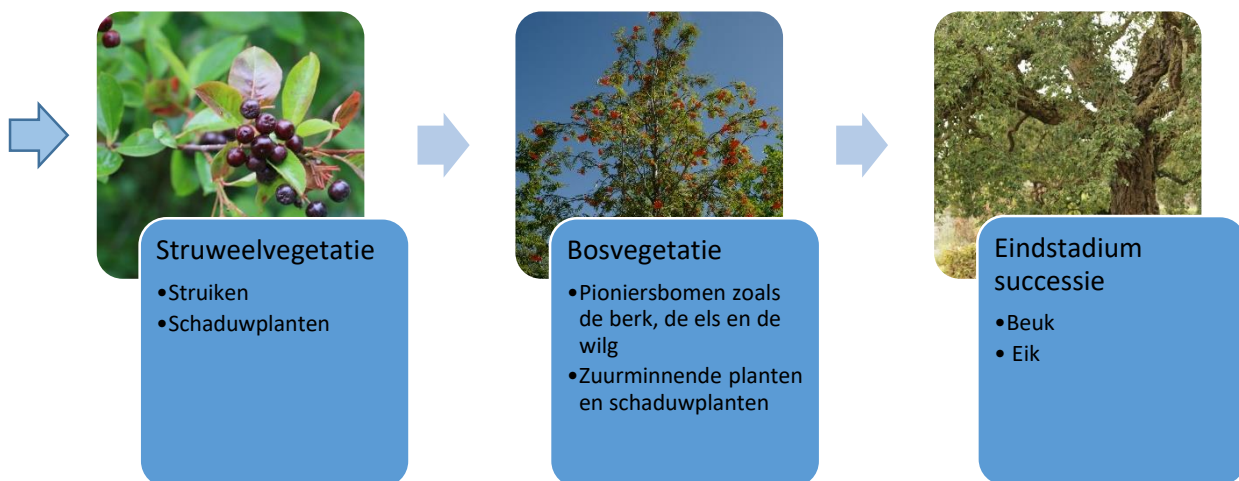 Struweelvegetatie
•Struiken
•Schaduwplanten
Bosvegetatie
•Pioniersbomen zoals
de berk, de els en de
wilg
•Zuurminnende planten
en schaduwplanten
Eindstadium
successie
•Beuk
• Eik